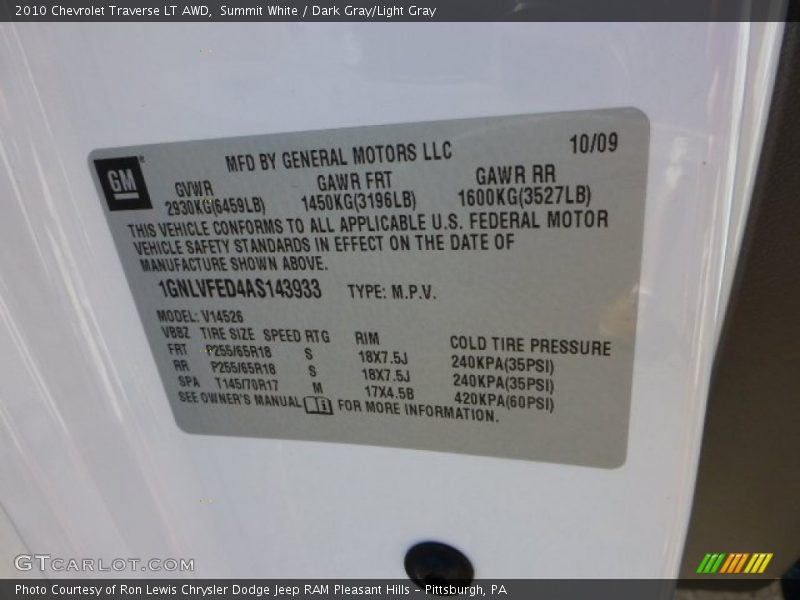 2010 Chevrolet Traverse LT AWD, Summit White / Dark Gray/Light Gray
GM
MFD BY GENERAL MOTORS LLC 10/09
GVWR GAWR FRT GAWR RR
2930KG(6459LB) 1450KG(3196LB) 1600KG(3527LB)
THIS VEHICLE CONFORMS TO ALL APPLICABLE U.S. FEDERAL MOTOR
VEHICLE SAFETY STANDARDS IN EFFECT ON THE DATE OF
MANUFACTURE SHOWN ABOVE.
1GNLVFED4AS143933 TYPE: M.P.V.
MODEL: V14526
VBBZ TIRE SIZE SPEED RTG RIM COLD TIRE PRESSURE
FRT P255/65R18 S 18X7.5J 240KPA(35PSI)
RR P255/65R18 S 18X7.5J 240KPA(35PSI)
SPA T145/70R17 M 17X4.5B 420KPA(60PSI)
SEE OWNER'S MANUAL FOR MORE INFORMATION.
GTCARLOT.COM
Photo Courtesy of Ron Lewis Chrysler Dodge Jeep RAM Pleasant Hills - Pittsburgh, PA